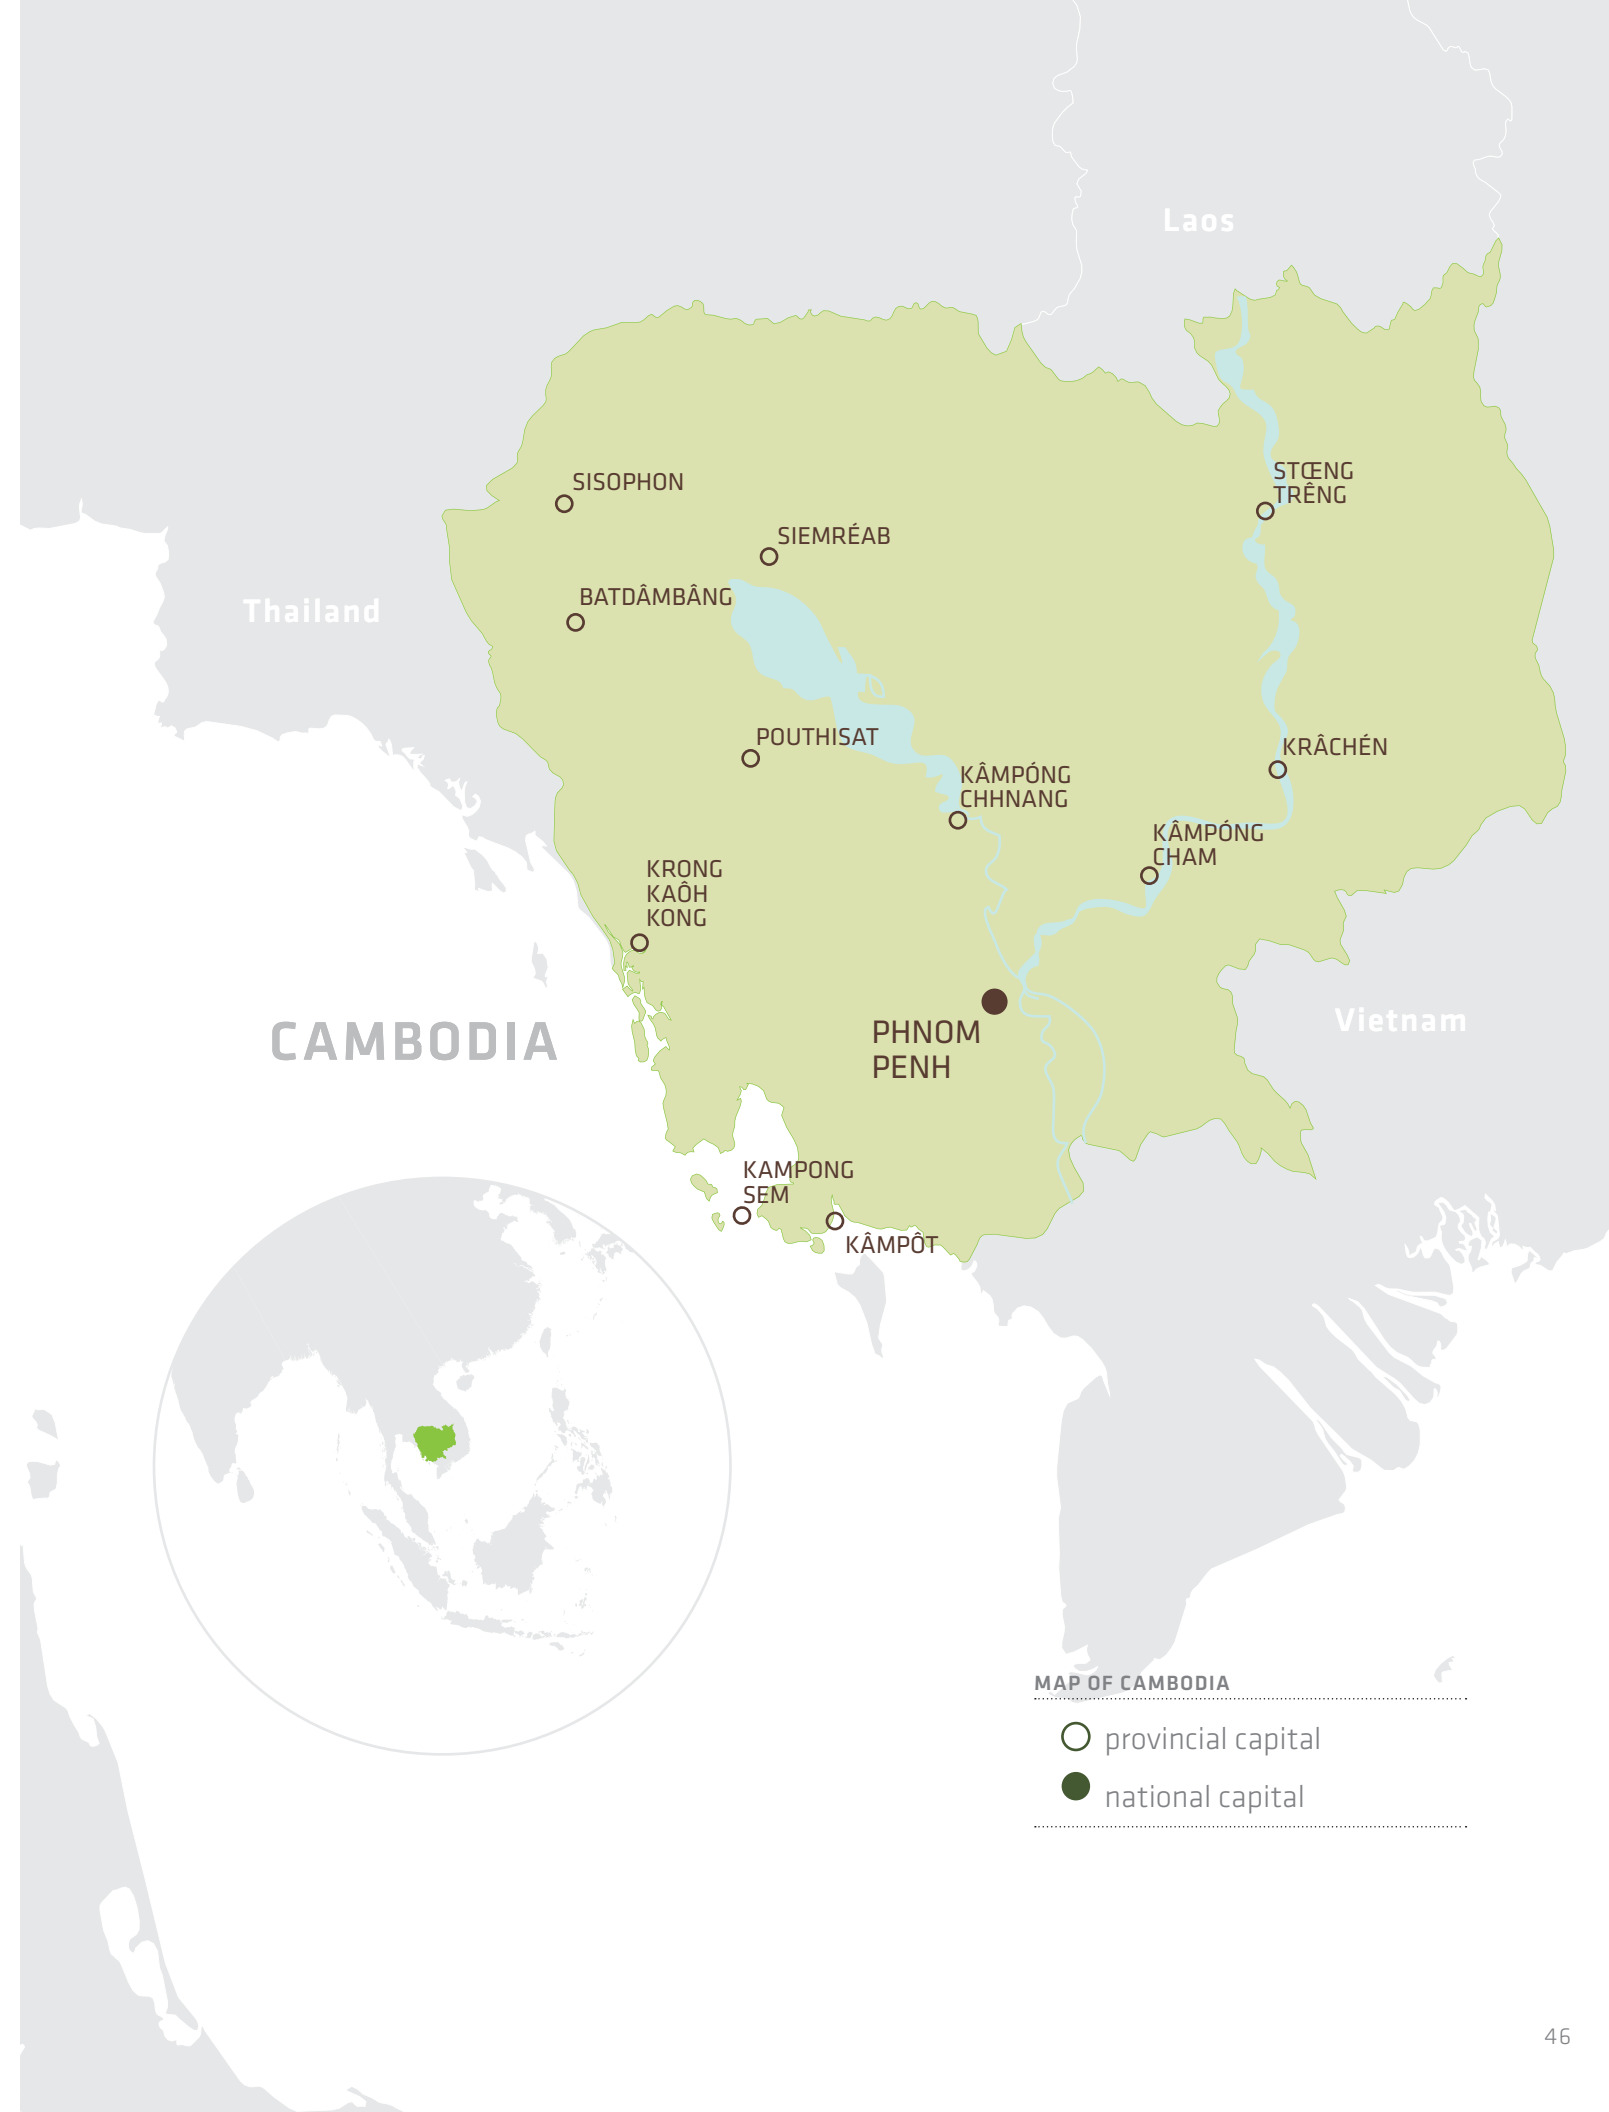 Laos
STŒNG
TRÊNG
SISOPHON
SIEMRÉAB
BATDÂMBÂNG
Thailand
POUTHISAT
KRÂCHÉN
KÂMPÓNG
CHHNANG
KÂMPÓNG
CHAM
KRONG
KAÔH
KONG
CAMBODIA
PHNOM
PENH
Vietnam
KAMPONG
SEM
KÂMPÔT
MAP OF CAMBODIA
provincial capital
national capital
46